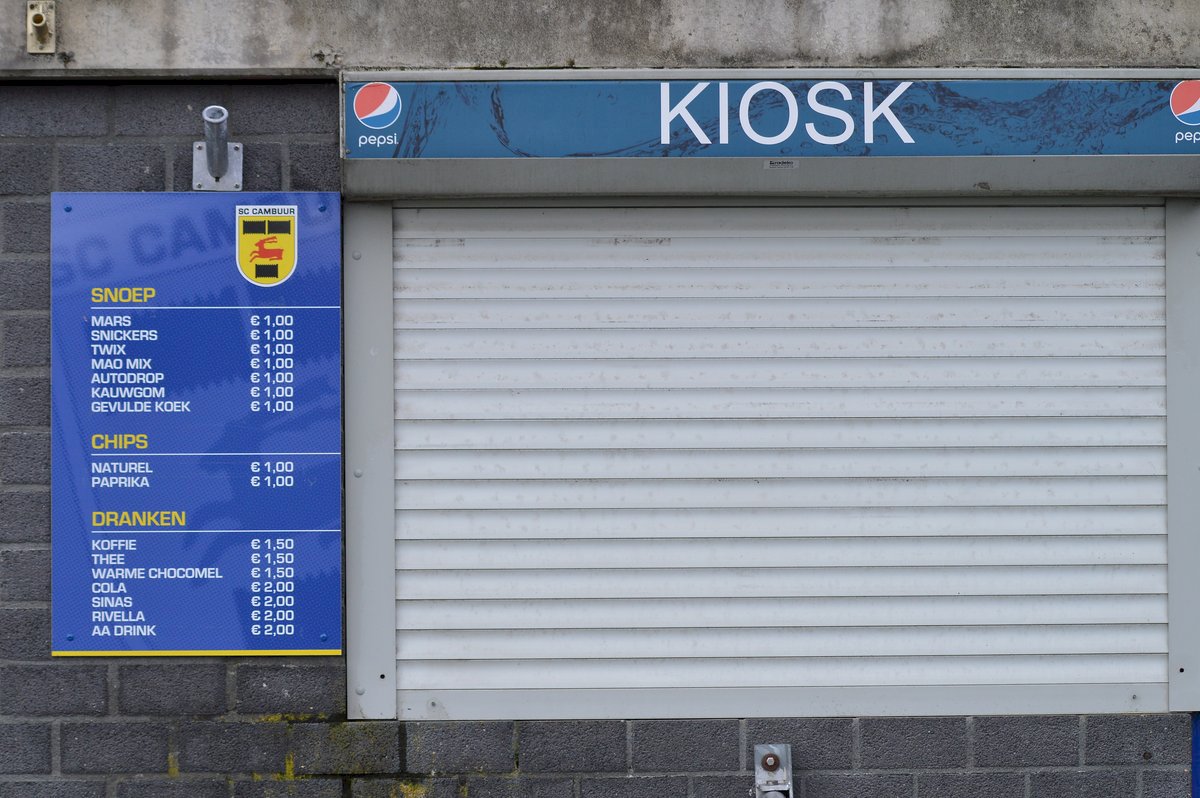 KIOSK
pepsi
pep
SC CAMBUUR
SC CAMBU
SNOEP
MARS € 1,00
SNICKERS € 1,00
TWIX € 1,00
MAO MIX € 1,00
AUTODROP € 1,00
KAUWGOM € 1,00
GEVULDE KOEK € 1,00
CHIPS
NATUREL € 1,00
PAPRIKA € 1,00
DRANKEN
KOFFIE € 1,50
THEE € 1,50
WARME CHOCOMEL € 1,50
COLA € 2,00
SINAS € 2,00
RIVELLA € 2,00
AA DRINK € 2,00